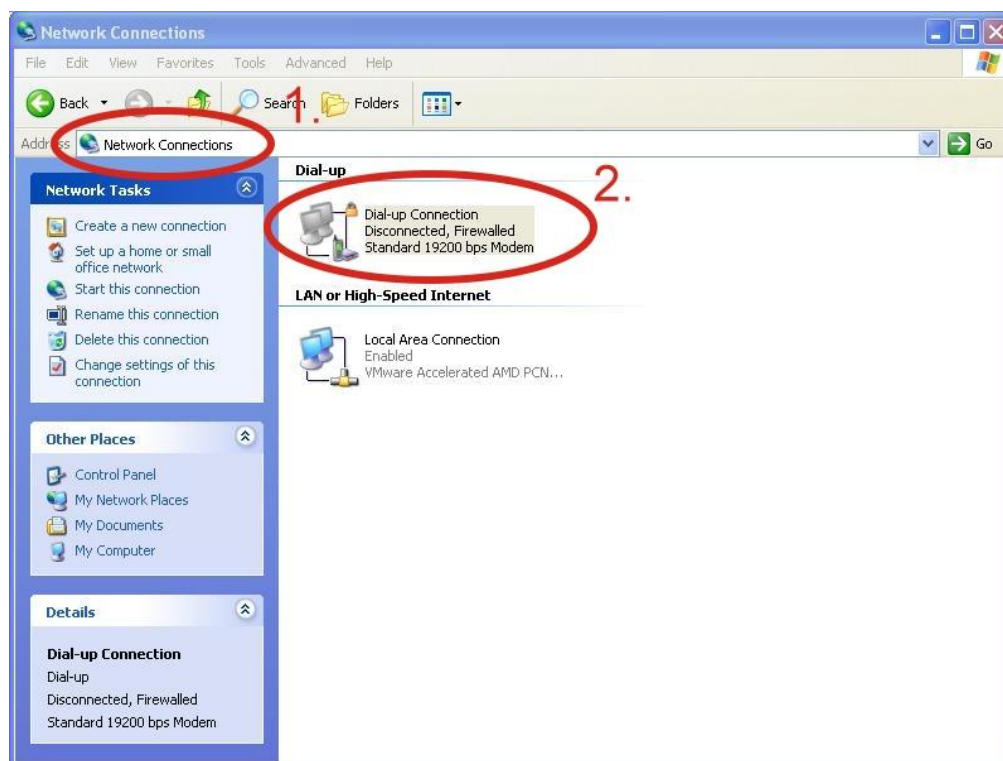 Network Connections
File Edit View Favorites Tools Advanced Help
Back Search Folders
1.
Address Network Connections Go
Network Tasks
Create a new connection
Set up a home or small
office network
Start this connection
Rename this connection
Delete this connection
Change settings of this
connection
Other Places
Control Panel
My Network Places
My Documents
My Computer
Details
Dial-up Connection
Dial-up
Disconnected, Firewalled
Standard 19200 bps Modem
Dial-up
2.
Dial-up Connection
Disconnected, Firewalled
Standard 19200 bps Modem
LAN or High-Speed Internet
Local Area Connection
Enabled
VMware Accelerated AMD PCN...